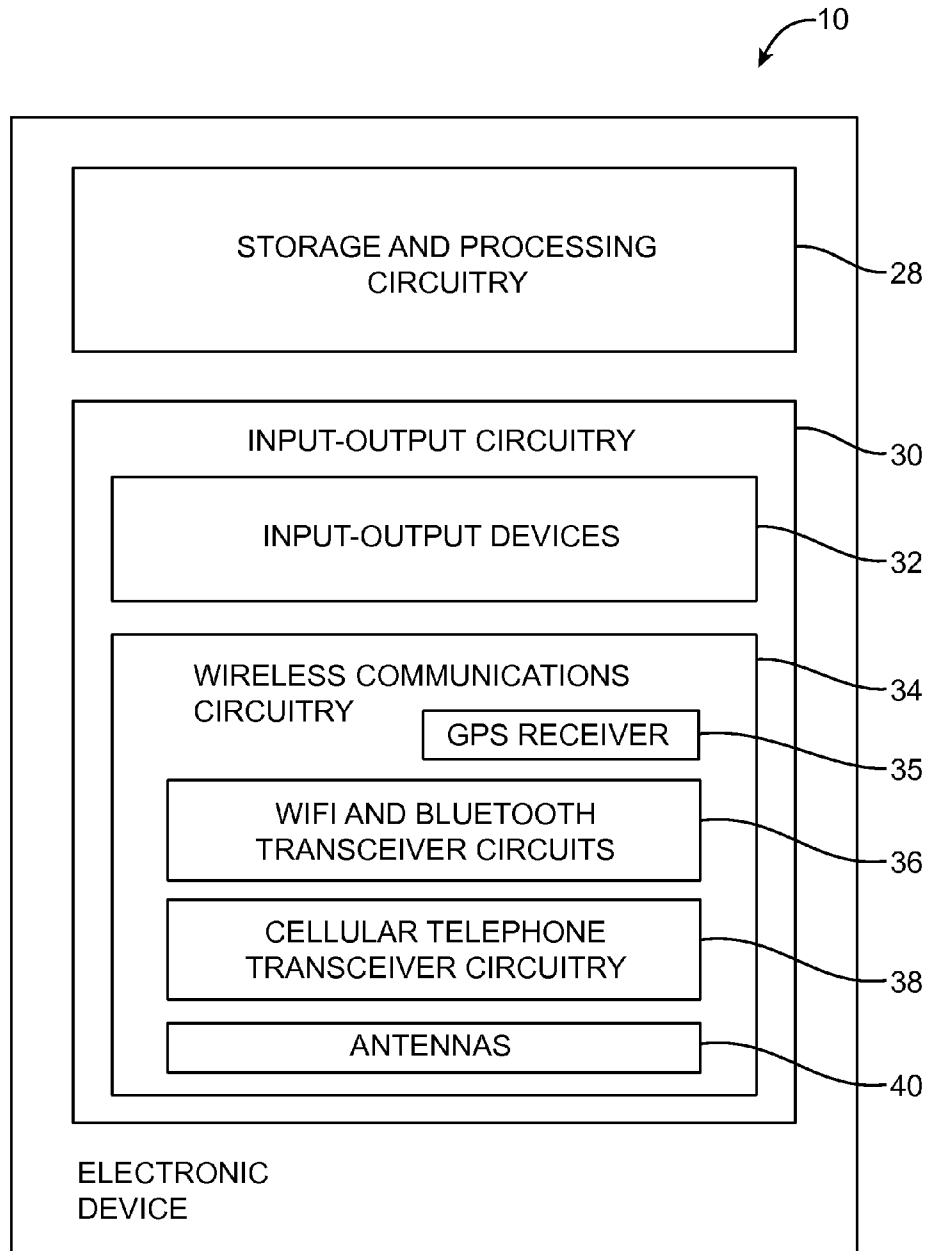 10
STORAGE AND PROCESSING
CIRCUITRY
28
INPUT-OUTPUT CIRCUITRY
30
INPUT-OUTPUT DEVICES
32
WIRELESS COMMUNICATIONS
CIRCUITRY
34
GPS RECEIVER
35
WIFI AND BLUETOOTH
TRANSCEIVER CIRCUITS
36
CELLULAR TELEPHONE
TRANSCEIVER CIRCUITRY
38
ANTENNAS
40
ELECTRONIC
DEVICE